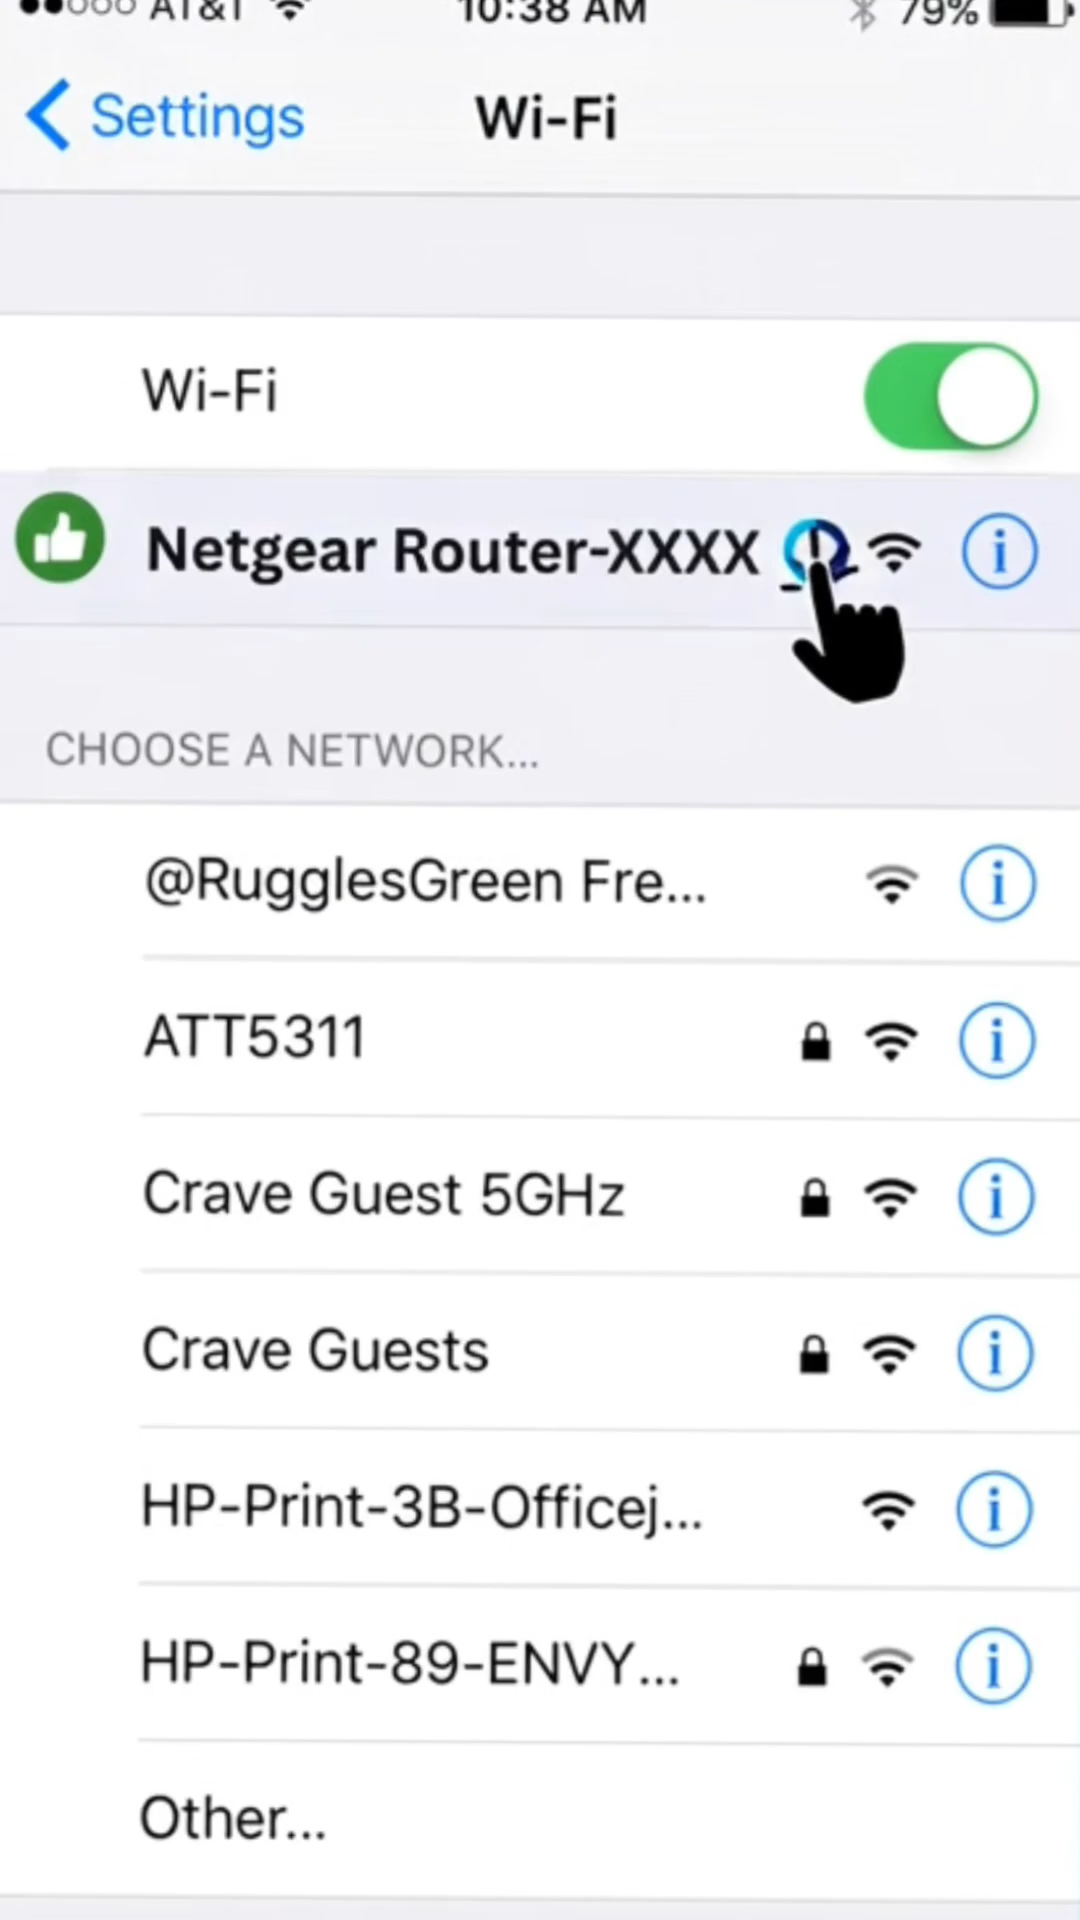 AT&T 10:38 AM 79%
Settings Wi-Fi
Wi-Fi
Netgear Router-XXXX
CHOOSE A NETWORK...
@RugglesGreen Fre...
ATT5311
Crave Guest 5GHz
Crave Guests
HP-Print-3B-Officej...
HP-Print-89-ENVY...
Other...